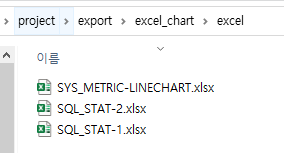 project > export > excel_chart > excel
이름
SYS_METRIC-LINECHART.xlsx
SQL_STAT-2.xlsx
SQL_STAT-1.xlsx